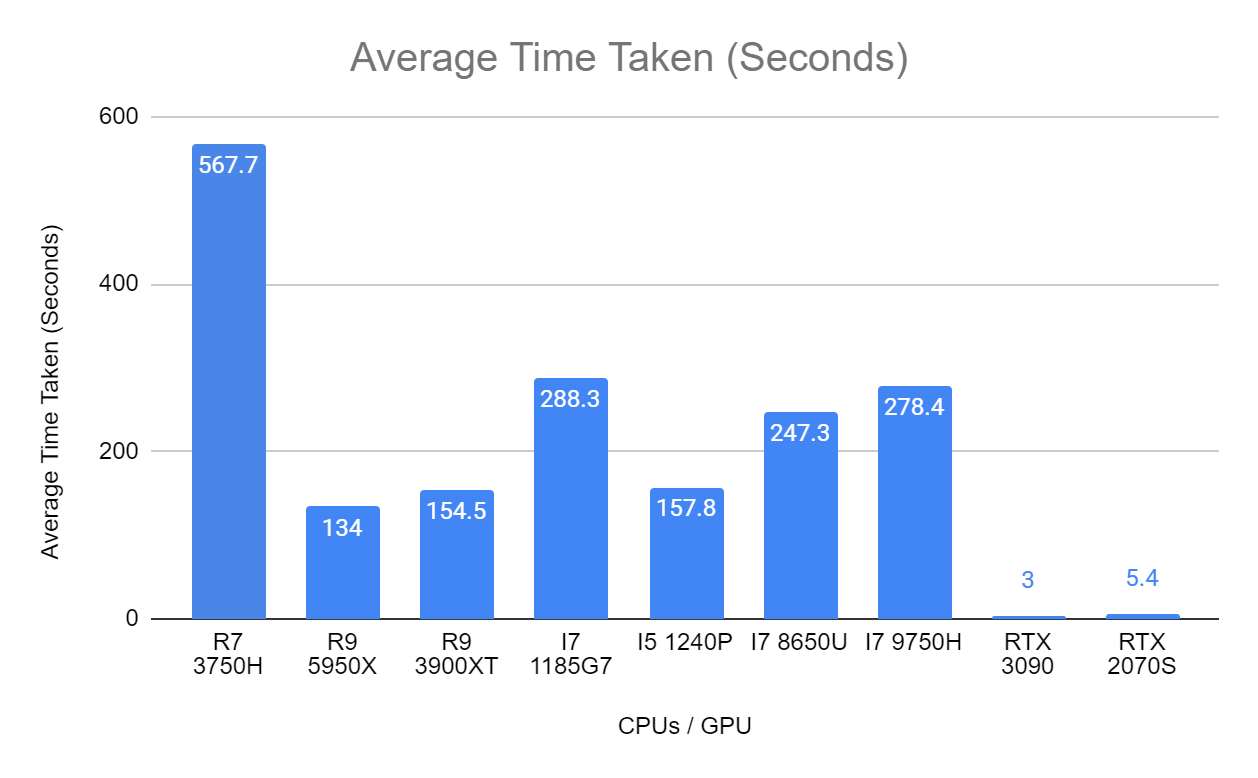 Average Time Taken (Seconds)
Average Time Taken (Seconds)
600
400
200
0
567.7
134
154.5
288.3
157.8
247.3
278.4
3
5.4
R7
3750H
R9
5950X
R9
3900XT
I7
1185G7
I5 1240P
I7 8650U
I7 9750H
RTX
3090
RTX
2070S
CPUs / GPU